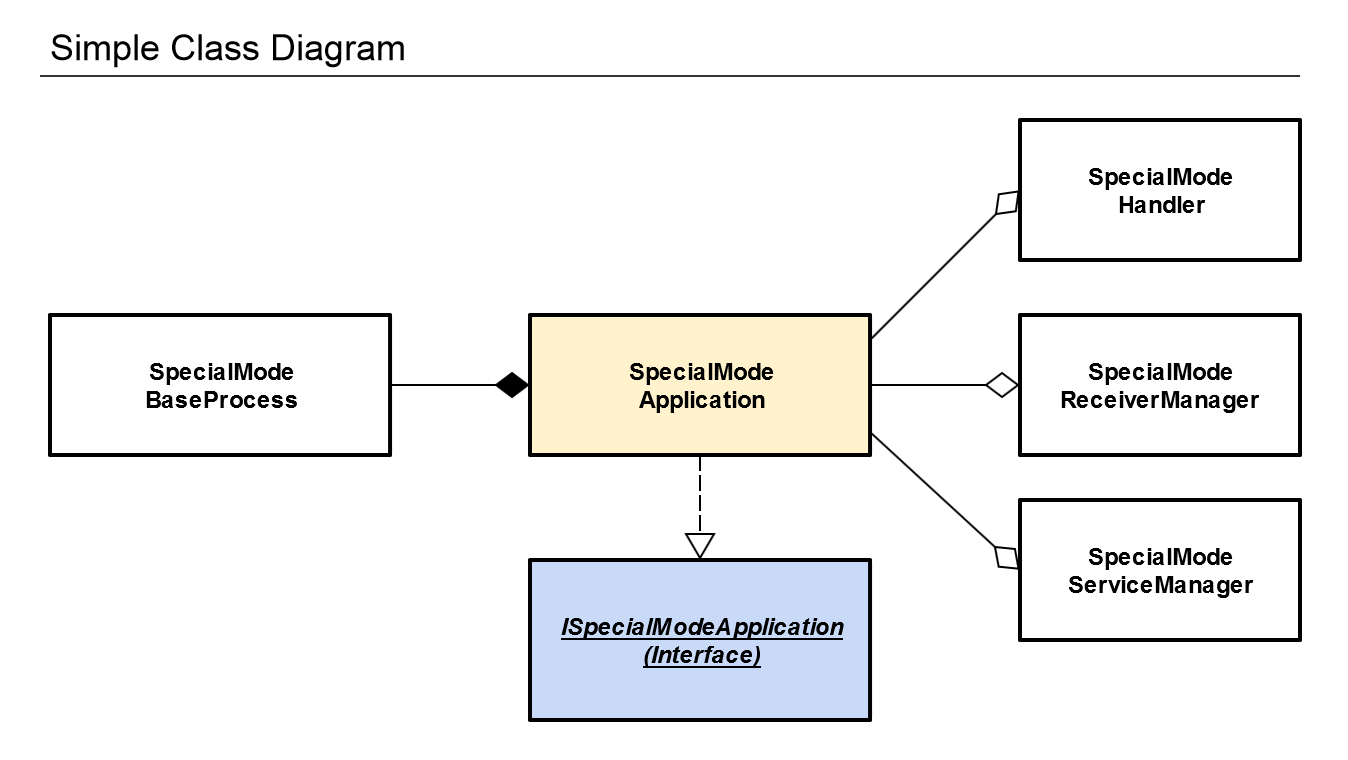 Simple Class Diagram
SpecialMode
Handler
SpecialMode
BaseProcess
SpecialMode
Application
SpecialMode
ReceiverManager
SpecialMode
ServiceManager
ISpecialModeApplication
(Interface)